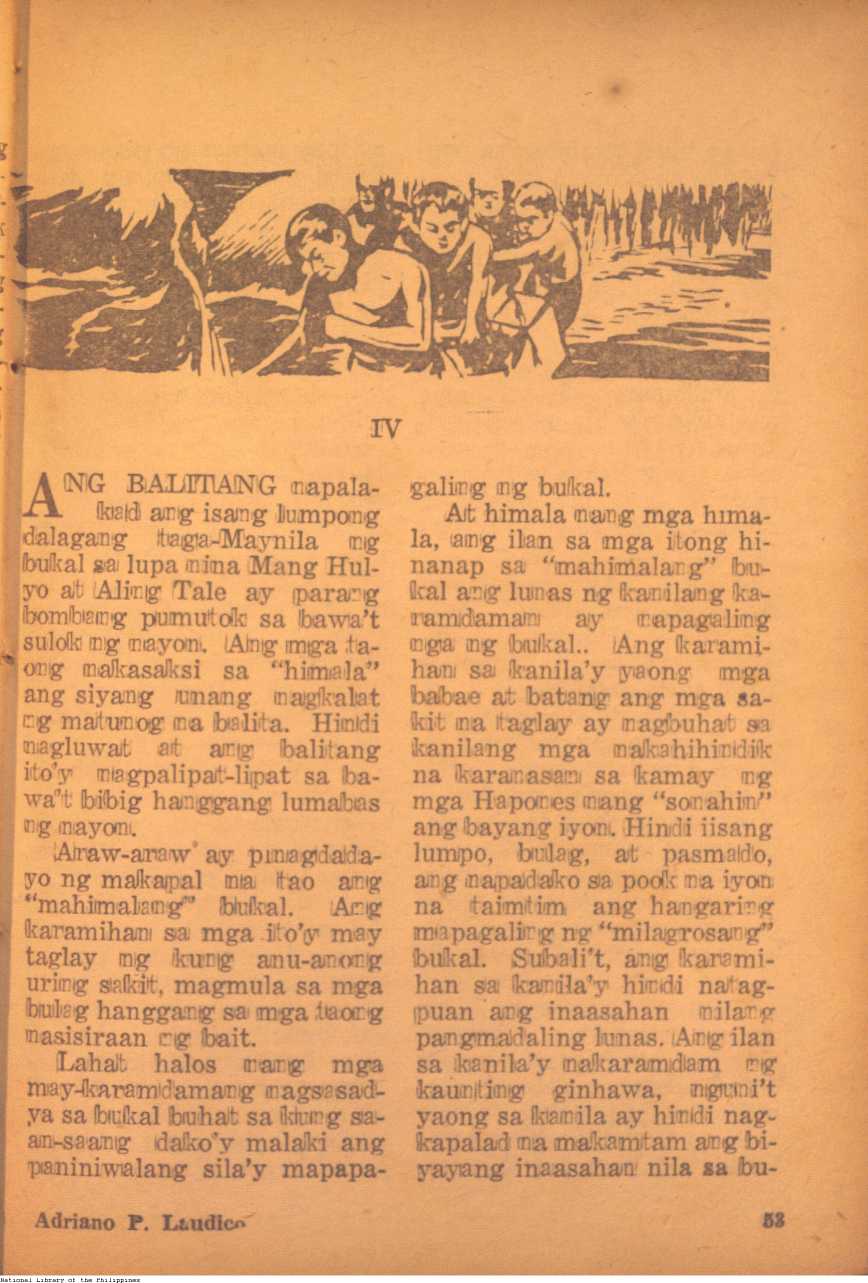 IV
ANG BALITANG napala-
kad ang isang lumpong
dalagang taga-Maynila ng
bukal sa lupa nina Mang Hul-
yo at Aling Tale ay parang
bombang pumutok sa bawa't
sulok ng nayon. Ang mga ta-
ong nakasaksi sa "himala"
ang siyang unang nagkalat
ng matunog na balita. Hindi
nagluwat at ang balitang
ito'y nagpalipat-lipat sa ba-
wa't bibig hanggang lumabas
ng nayon.
Araw-araw ay pinagdada-
yo ng makapal na tao ang
"mahimalang" bukal. Ang
karamihan sa mga ito'y may
taglay ng kung anu-anong
uring sakit, magmula sa mga
bulag hanggang sa mga taong
nasisiraan ng bait.
Lahat halos nang mga
may-karamdamang nagsasad-
ya sa bukal buhat sa kung sa-
an-saang dako'y malaki ang
paniniwalang sila'y mapapa-
galing ng bukal.
At himala nang mga hima-
la, ang ilan sa mga itong hi-
nanap sa "mahimalang" bu-
kal ang lunas ng kanilang ka-
ramdaman ay napagaling
nga ng bukal.. Ang karami-
han sa kanila'y yaong mga
babae at batang ang mga sa-
kit na taglay ay nagbuhat sa
kanilang mga nakahihindik
na karanasan sa kamay ng
mga Hapones nang "sonahin"
ang bayang iyon. Hindi iisang
lumpo, bulag, at pasmado,
ang napadako sa pook na iyon
na taimtim ang hangaring
mapagaling ng "milagrosang"
bukal. Subali't, ang karami-
han sa kanila'y hindi natag-
puan ang inaasahan nilang
pangmadaling lunas. Ang ilan
sa kanila'y nakaramdam ng
kaunting ginhawa, nguni't
yaong sa kanila ay hindi nag-
kapalad na makamtam ang bi-
yayang inaasahan nila sa bu-
Adriano P. Laudico
53
National Library of the Philippines